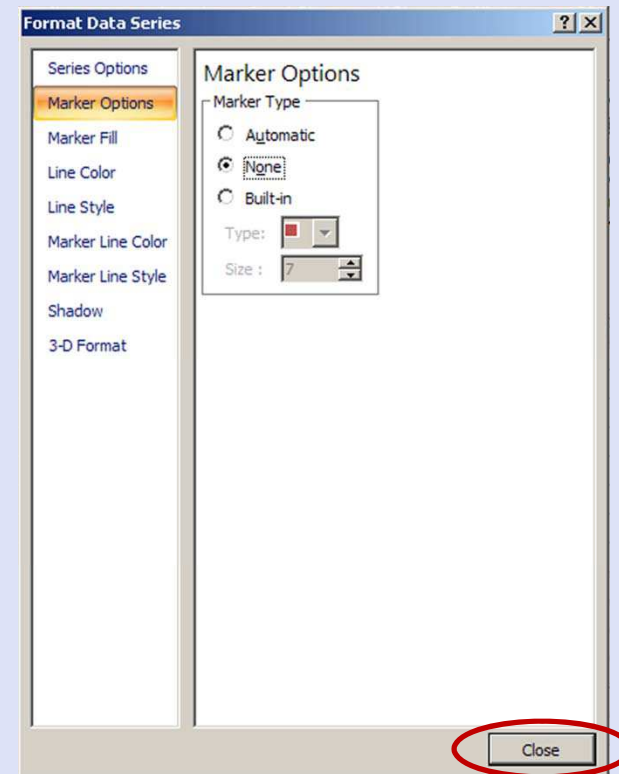 Format Data Series
Series Options
Marker Options
Marker Fill
Line Color
Line Style
Marker Line Color
Marker Line Style
Shadow
3-D Format
Marker Options
Marker Type
Automatic
None
Built-in
Type:
Size :
7
Close